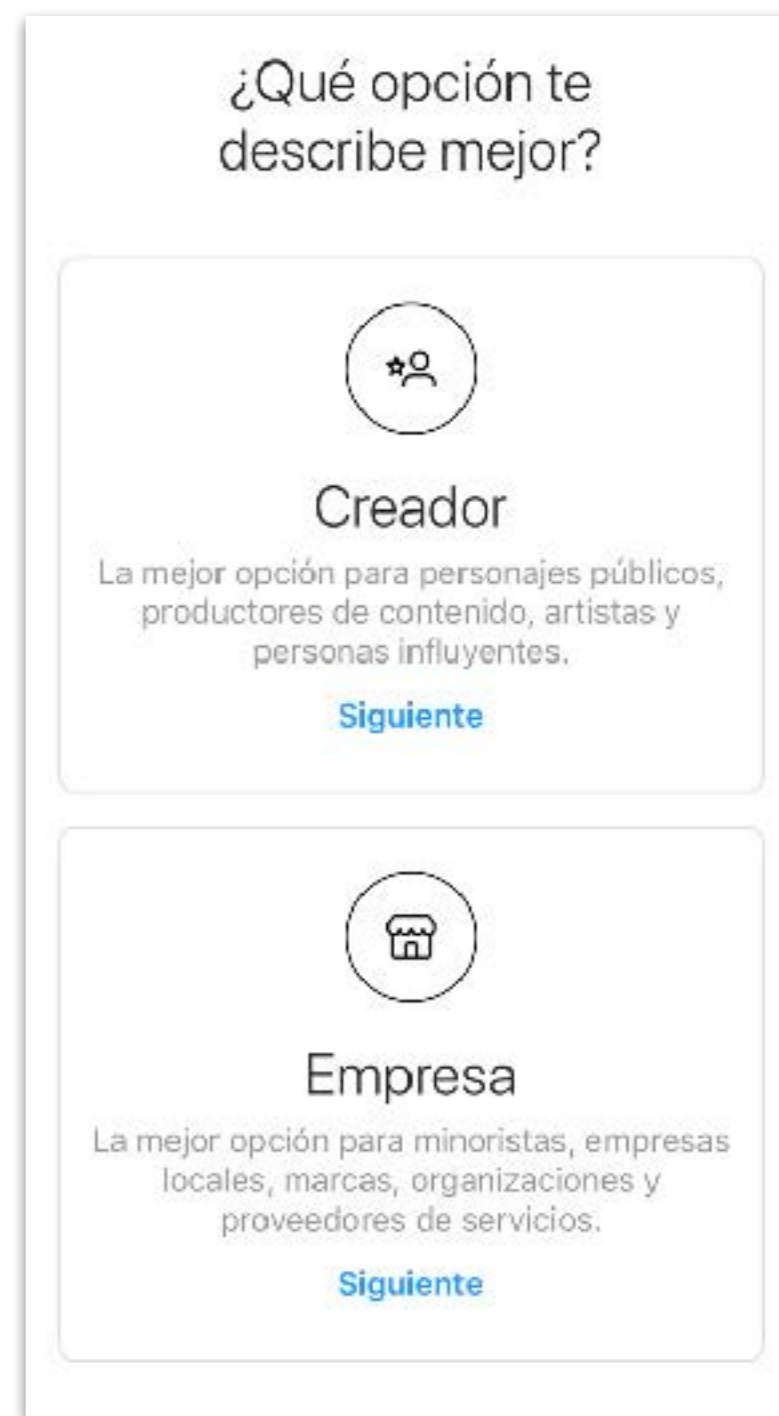 ¿Qué opción te
describe mejor?
Creador
La mejor opción para personajes públicos,
productores de contenido, artistas y
personas influyentes.
Siguiente
Empresa
La mejor opción para minoristas, empresas
locales, marcas, organizaciones y
proveedores de servicios.
Siguiente